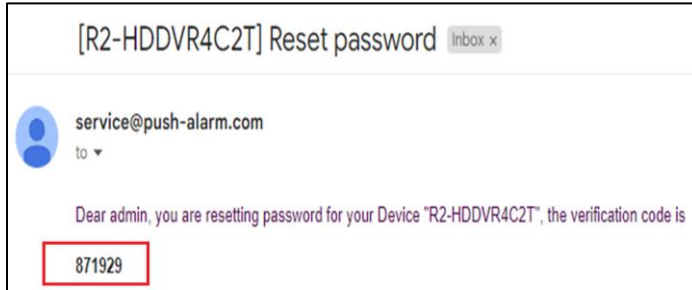 [R2-HDDVR4C2T] Reset password Inbox x
service@push-alarm.com
to
Dear admin, you are resetting password for your Device "R2-HDDVR4C2T", the verification code is
871929